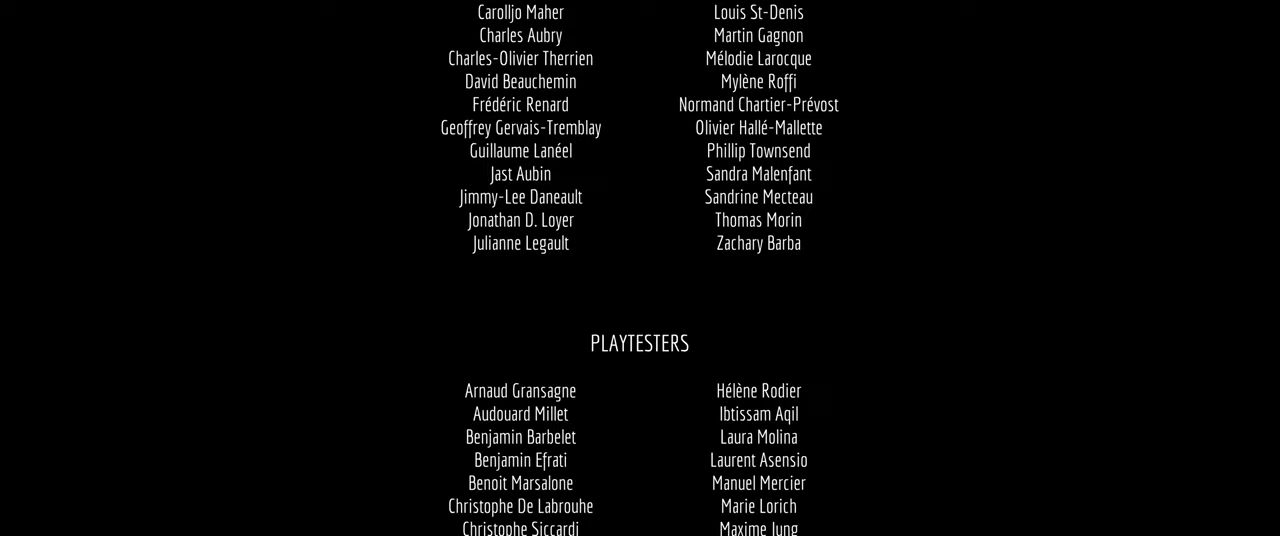 Carolljo Maher
Charles Aubry
Charles-Olivier Therrien
David Beauchemin
Frédéric Renard
Geoffrey Gervais-Tremblay
Guillaume Lanéel
Jast Aubin
Jimmy-Lee Daneault
Jonathan D. Loyer
Julianne Legault
Louis St-Denis
Martin Gagnon
Mélodie Larocque
Mylène Roffi
Normand Chartier-Prévost
Olivier Hallé-Mallette
Phillip Townsend
Sandra Malenfant
Sandrine Mecteau
Thomas Morin
Zachary Barba
PLAYTESTERS
Arnaud Gransagne
Audouard Millet
Benjamin Barbelet
Benjamin Efrati
Benoit Marsalone
Christophe De Labrouhe
Christophe Siccardi
Hélène Rodier
Ibtissam Aqil
Laura Molina
Laurent Asensio
Manuel Mercier
Marie Lorich
Maxime Jung